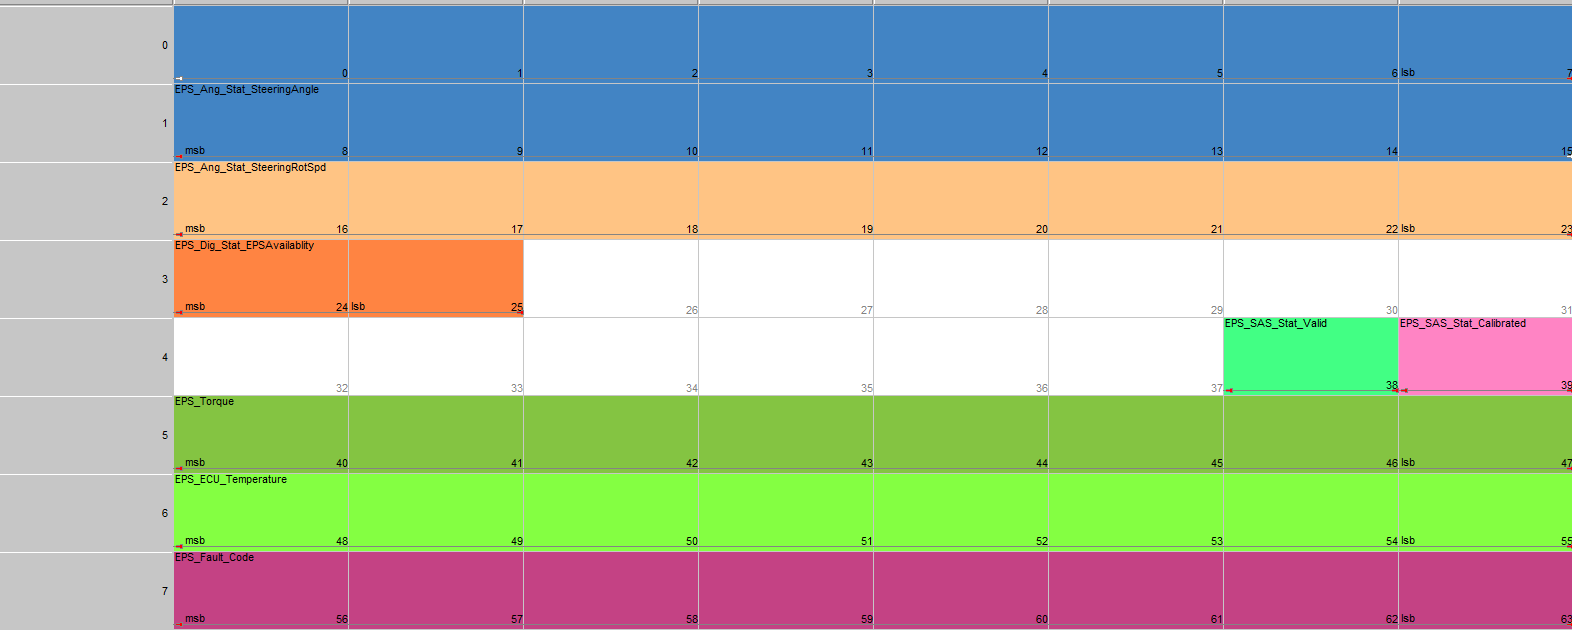 0
0 1 2 3 4 5 6 lsb 7
EPS_Ang_Stat_SteeringAngle
1
msb 8 9 10 11 12 13 14 15
EPS_Ang_Stat_SteeringRotSpd
2
msb 16 17 18 19 20 21 22 lsb 23
EPS_Dig_Stat_EPSAvailablity
3
msb 24 lsb 25 26 27 28 29 30 31
EPS_SAS_Stat_Valid EPS_SAS_Stat_Calibrated
4
32 33 34 35 36 37 38 39
EPS_Torque
5
msb 40 41 42 43 44 45 46 lsb 47
EPS_ECU_Temperature
6
msb 48 49 50 51 52 53 54 lsb 55
EPS_Fault_Code
7
msb 56 57 58 59 60 61 62 lsb 63